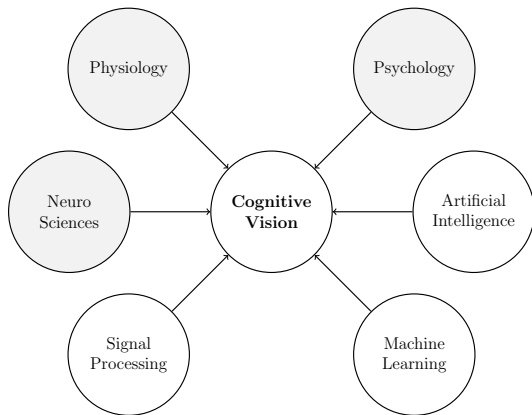 Physiology
Psychology
Neuro
Sciences
Cognitive
Vision
Artificial
Intelligence
Signal
Processing
Machine
Learning